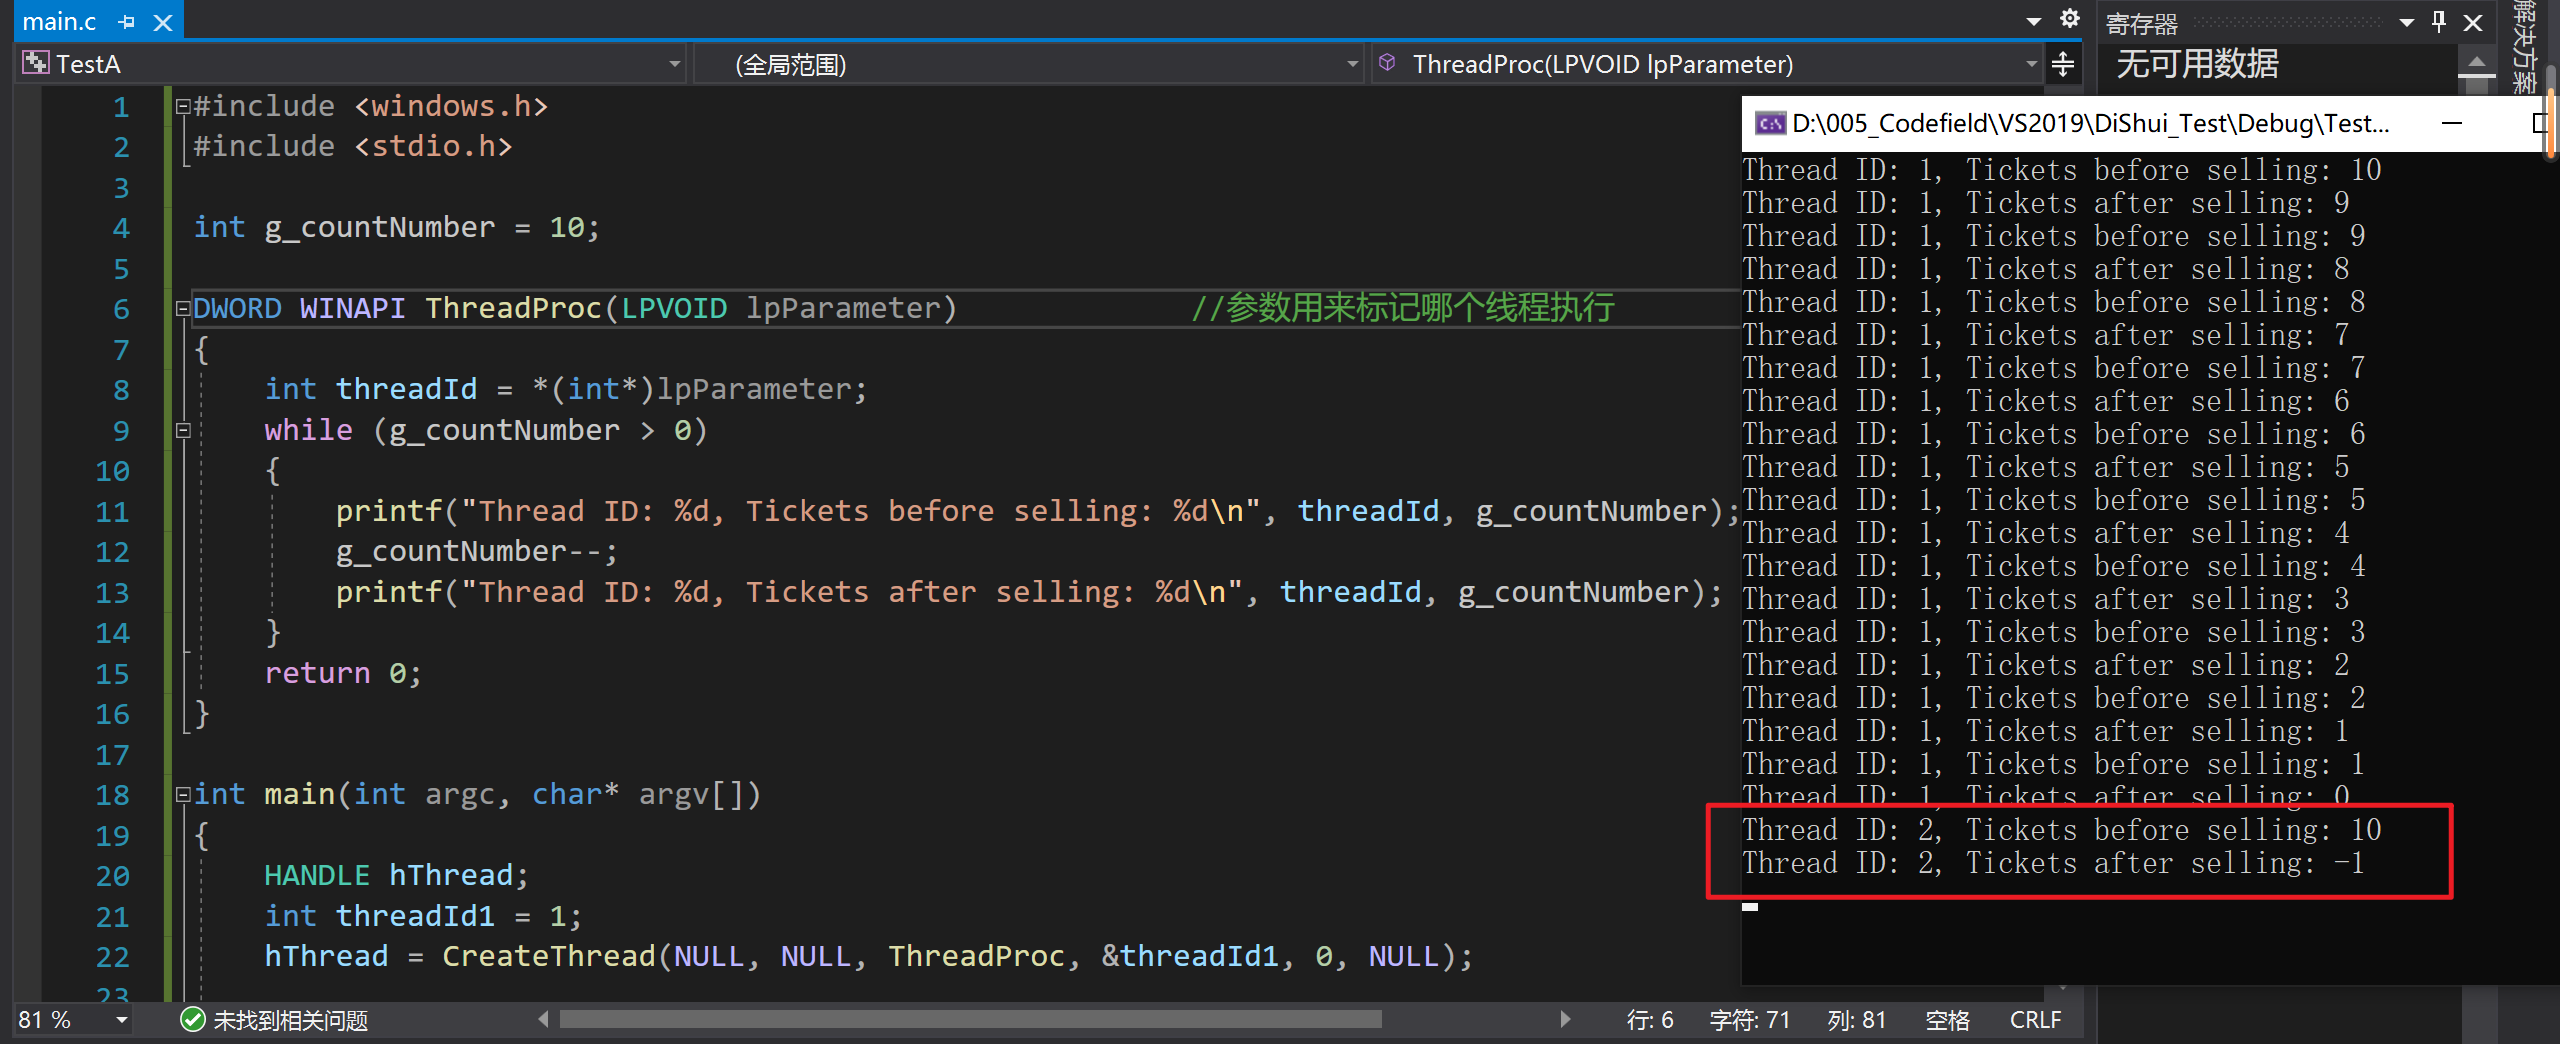 main.c
TestA
(全局范围)
ThreadProc(LPVOID lpParameter)
1 #include <windows.h>
2 #include <stdio.h>
3
4 int g_countNumber = 10;
5
6 DWORD WINAPI ThreadProc(LPVOID lpParameter) //参数用来标记哪个线程执行
7 {
8 int threadId = *(int*)lpParameter;
9 while (g_countNumber > 0)
10 {
11 printf("Thread ID: %d, Tickets before selling: %d\n", threadId, g_countNumber);
12 g_countNumber--;
13 printf("Thread ID: %d, Tickets after selling: %d\n", threadId, g_countNumber);
14 }
15 return 0;
16 }
17
18 int main(int argc, char* argv[])
19 {
20 HANDLE hThread;
21 int threadId1 = 1;
22 hThread = CreateThread(NULL, NULL, ThreadProc, &threadId1, 0, NULL);
23
81 %
未找到相关问题
行: 6
字符: 71
列: 81
空格
CRLF
寄存器
无可用数据
解决方案
D:\005_Codefield\VS2019\DiShui_Test\Debug\Test...
Thread ID: 1, Tickets before selling: 10
Thread ID: 1, Tickets after selling: 9
Thread ID: 1, Tickets before selling: 9
Thread ID: 1, Tickets after selling: 8
Thread ID: 1, Tickets before selling: 8
Thread ID: 1, Tickets after selling: 7
Thread ID: 1, Tickets before selling: 7
Thread ID: 1, Tickets after selling: 6
Thread ID: 1, Tickets before selling: 6
Thread ID: 1, Tickets after selling: 5
Thread ID: 1, Tickets before selling: 5
Thread ID: 1, Tickets after selling: 4
Thread ID: 1, Tickets before selling: 4
Thread ID: 1, Tickets after selling: 3
Thread ID: 1, Tickets before selling: 3
Thread ID: 1, Tickets after selling: 2
Thread ID: 1, Tickets before selling: 2
Thread ID: 1, Tickets after selling: 1
Thread ID: 1, Tickets before selling: 1
Thread ID: 1, Tickets after selling: 0
Thread ID: 2, Tickets before selling: 10
Thread ID: 2, Tickets after selling: -1